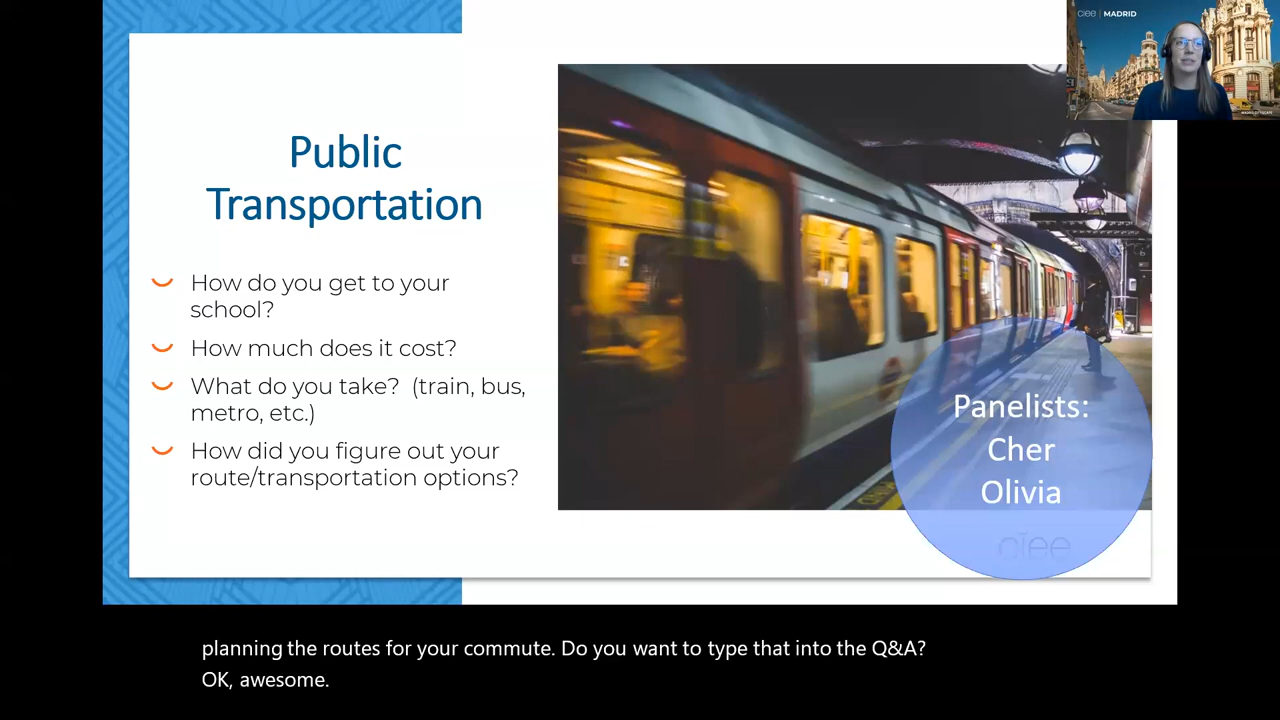 ciee MADRID
Public
Transportation
How do you get to your
school?
How much does it cost?
What do you take? (train, bus,
metro, etc.)
How did you figure out your
route/transportation options?
Panelists:
Cher
Olivia
ciee
planning the routes for your commute. Do you want to type that into the Q&A?
OK, awesome.